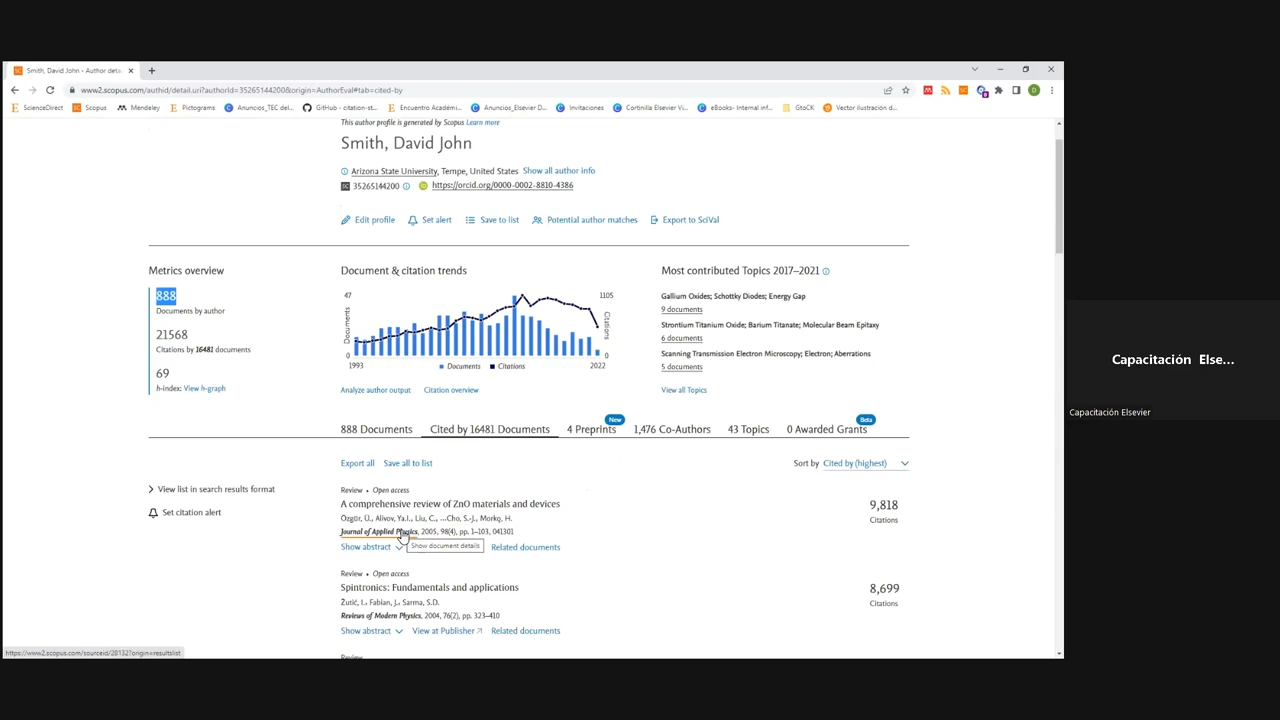 Smith, David John - Author deta
www2.scopus.com/authid/detail.uri?authorId=35265144200&origin=AuthorEval#tab=cited-by
ScienceDirect Scopus Mendeley Pictograms Anuncios_TEC del... GitHub - citation-st... Encuentro Académi... Anuncios_Elsevier D... Invitaciones Cortinilla Elsevier Vi... eBooks- Internal inf... GtoCK Vector ilustración d...
This author profile is generated by Scopus Learn more
Smith, David John
Arizona State University, Tempe, United States Show all author info
SC 35265144200 https://orcid.org/0000-0002-8810-4386
Edit profile Set alert Save to list Potential author matches Export to SciVal
Metrics overview
888
Documents by author
21568
Citations by 16481 documents
69
h-index: View h-graph
Document & citation trends
47
Documents
0
1105
Citations
0
1993 2022
Documents Citations
Analyze author output Citation overview
Most contributed Topics 2017–2021
Gallium Oxides; Schottky Diodes; Energy Gap
9 documents
Strontium Titanium Oxide; Barium Titanate; Molecular Beam Epitaxy
6 documents
Scanning Transmission Electron Microscopy; Electron; Aberrations
5 documents
View all Topics
New Beta
888 Documents Cited by 16481 Documents 4 Preprints 1,476 Co-Authors 43 Topics 0 Awarded Grants
Export all Save all to list Sort by Cited by (highest)
View list in search results format
Set citation alert
Review • Open access
A comprehensive review of ZnO materials and devices 9,818
Özgür, Ü., Alivov, Ya.I., Liu, C., ...Cho, S.-J., Morkoç, H. Citations
Journal of Applied Physics, 2005, 98(4), pp. 1–103, 041301
Show abstract Show document details Related documents
Review • Open access
Spintronics: Fundamentals and applications 8,699
Žutić, I., Fabian, J., Sarma, S.D. Citations
Reviews of Modern Physics, 2004, 76(2), pp. 323–410
Show abstract View at Publisher Related documents
Review
https://www2.scopus.com/sourceid/28132?origin=resultslist
Capacitación Else...
Capacitación Elsevier